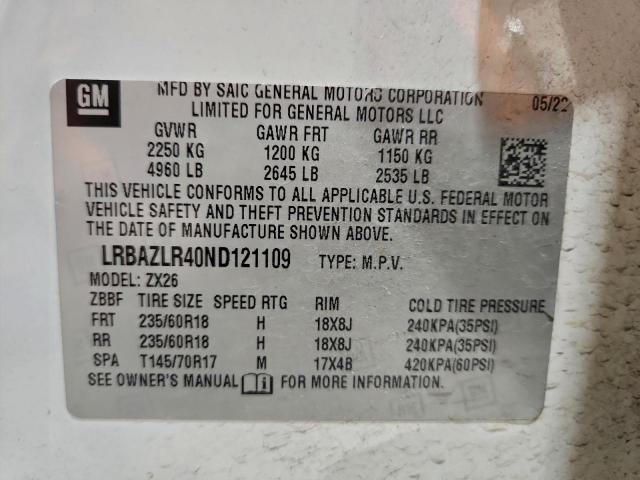 GM
MFD BY SAIC GENERAL MOTORS CORPORATION 05/22
LIMITED FOR GENERAL MOTORS LLC
GVWR GAWR FRT GAWR RR
2250 KG 1200 KG 1150 KG
4960 LB 2645 LB 2535 LB
THIS VEHICLE CONFORMS TO ALL APPLICABLE U.S. FEDERAL MOTOR
VEHICLE SAFETY AND THEFT PREVENTION STANDARDS IN EFFECT ON
THE DATE OF MANUFACTURE SHOWN ABOVE.
LRBAZLR40ND121109 TYPE: M.P.V.
MODEL: ZX26
ZBBF TIRE SIZE SPEED RTG RIM COLD TIRE PRESSURE
FRT 235/60R18 H 18X8J 240KPA(35PSI)
RR 235/60R18 H 18X8J 240KPA(35PSI)
SPA T145/70R17 M 17X4B 420KPA(60PSI)
SEE OWNER'S MANUAL FOR MORE INFORMATION.